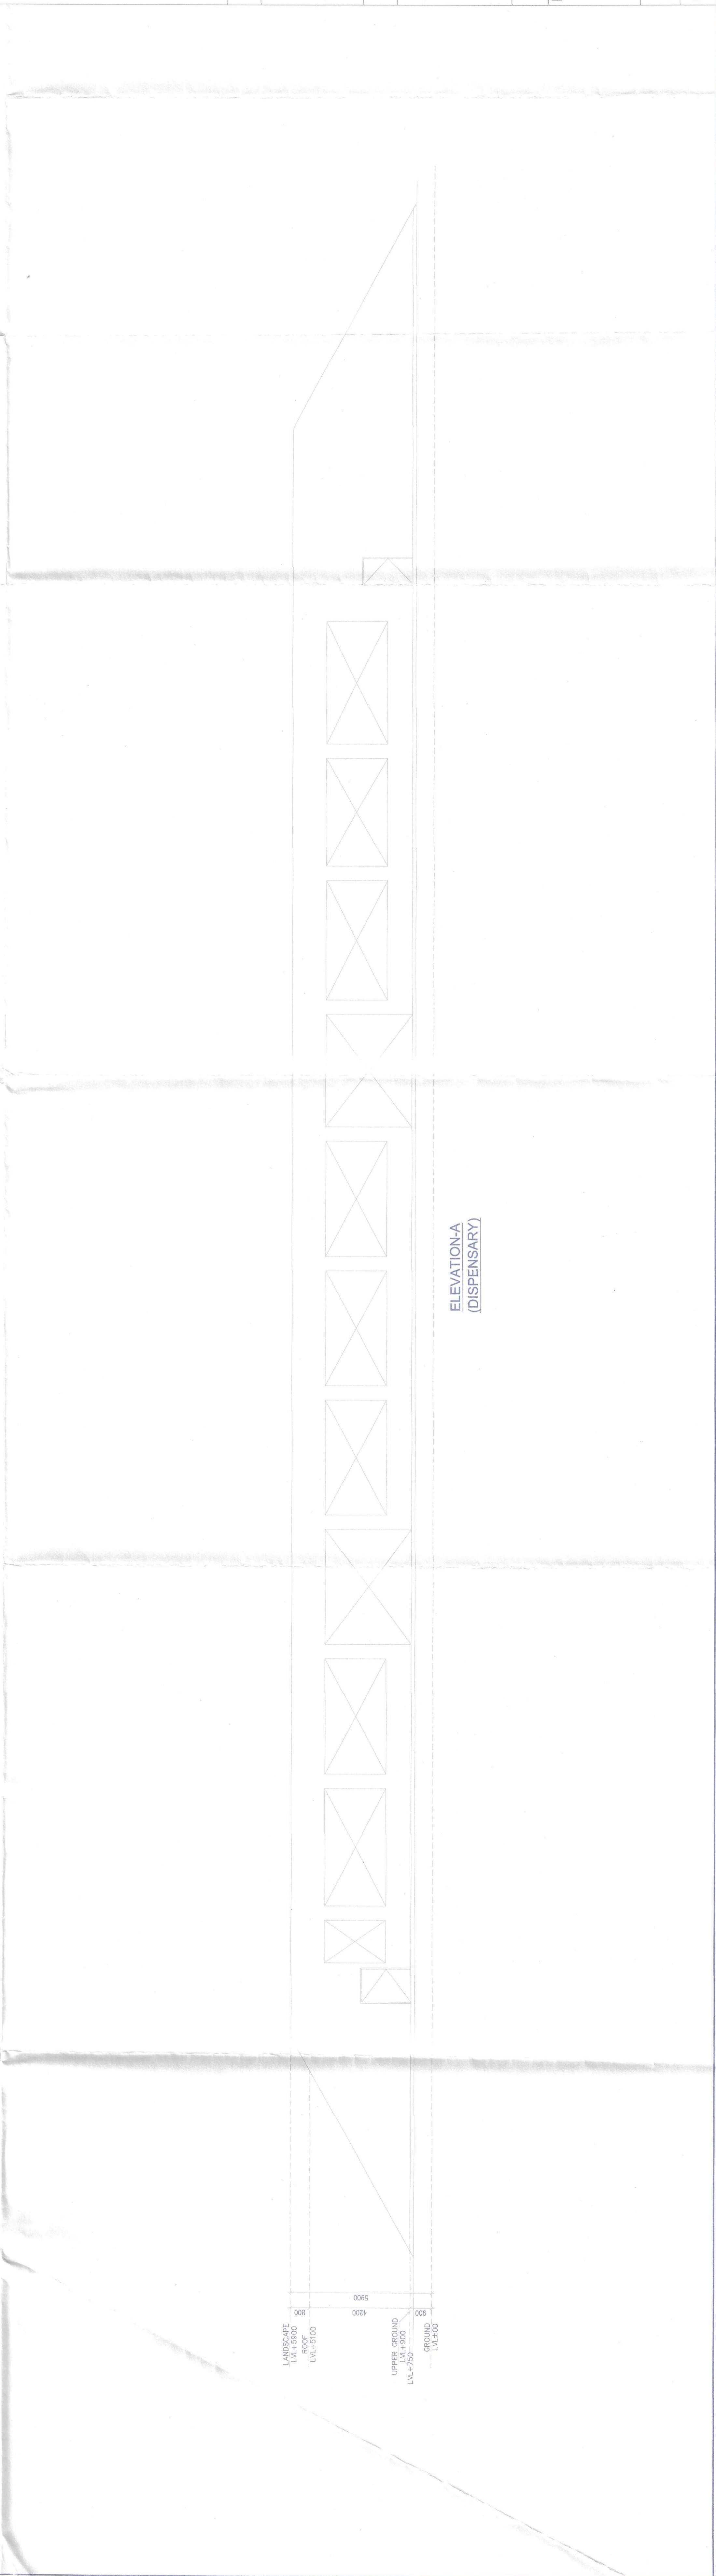 LANDSCAPE
LVL+5900
ROOF
LVL+5100
UPPER GROUND
LVL+900
LVL+750
GROUND
LVL±00
800
4200
900
5900
ELEVATION-A
(DISPENSARY)